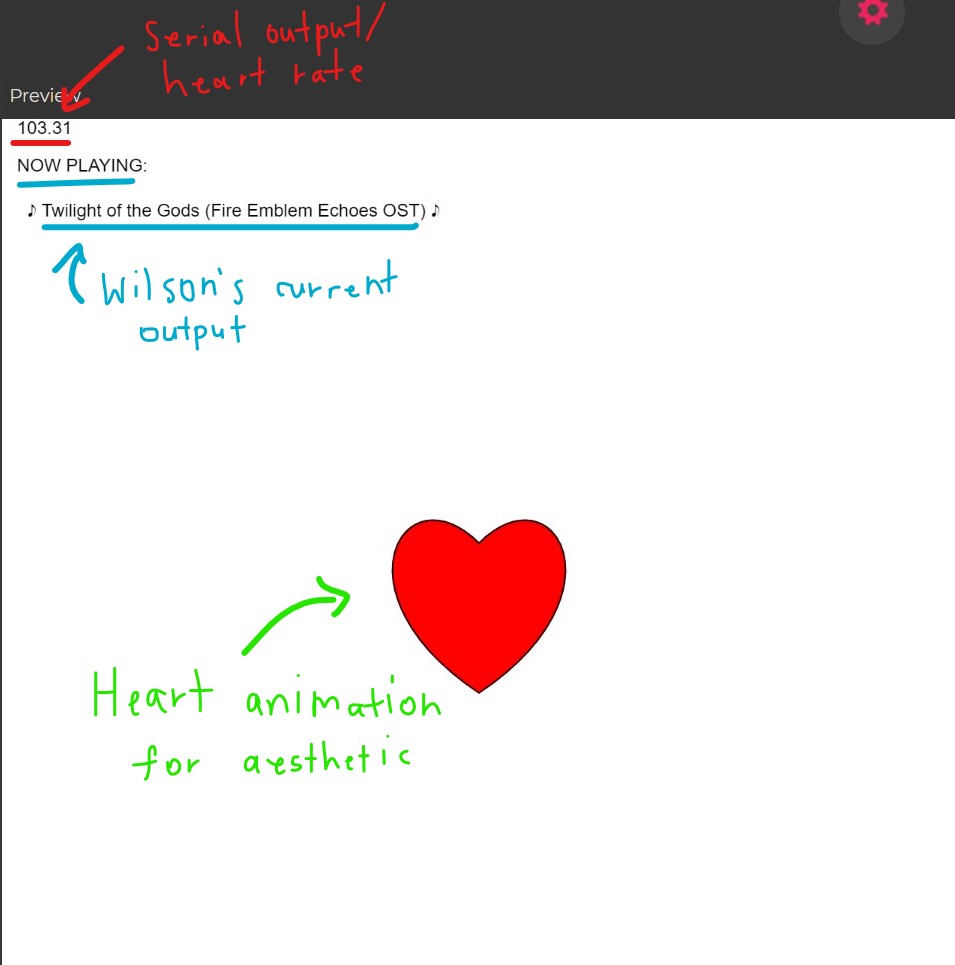 Serial output/
heart rate
Preview
103.31
NOW PLAYING:
♪ Twilight of the Gods (Fire Emblem Echoes OST) ♪
Wilson's current
output
Heart animation
for aesthetic